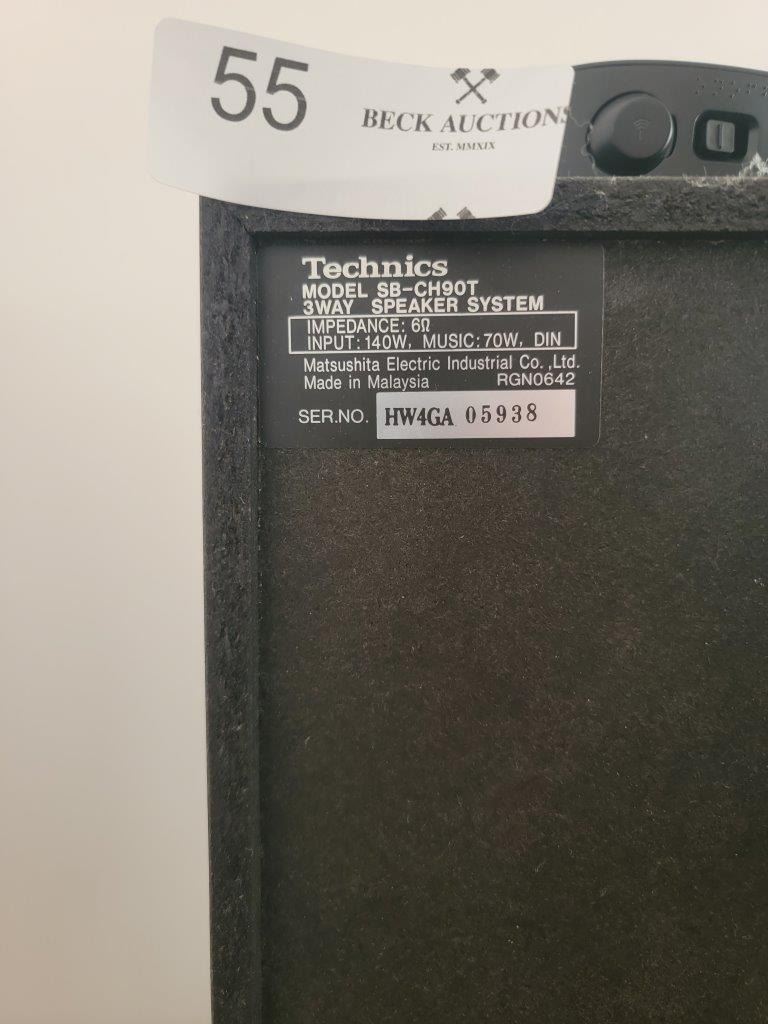 55
BECK AUCTIONS
EST. MMXIX
Technics
MODEL SB-CH90T
3WAY SPEAKER SYSTEM
IMPEDANCE: 6Ω
INPUT: 140W, MUSIC: 70W, DIN
Matsushita Electric Industrial Co.,Ltd.
Made in Malaysia RGN0642
SER.NO. HW4GA 05938